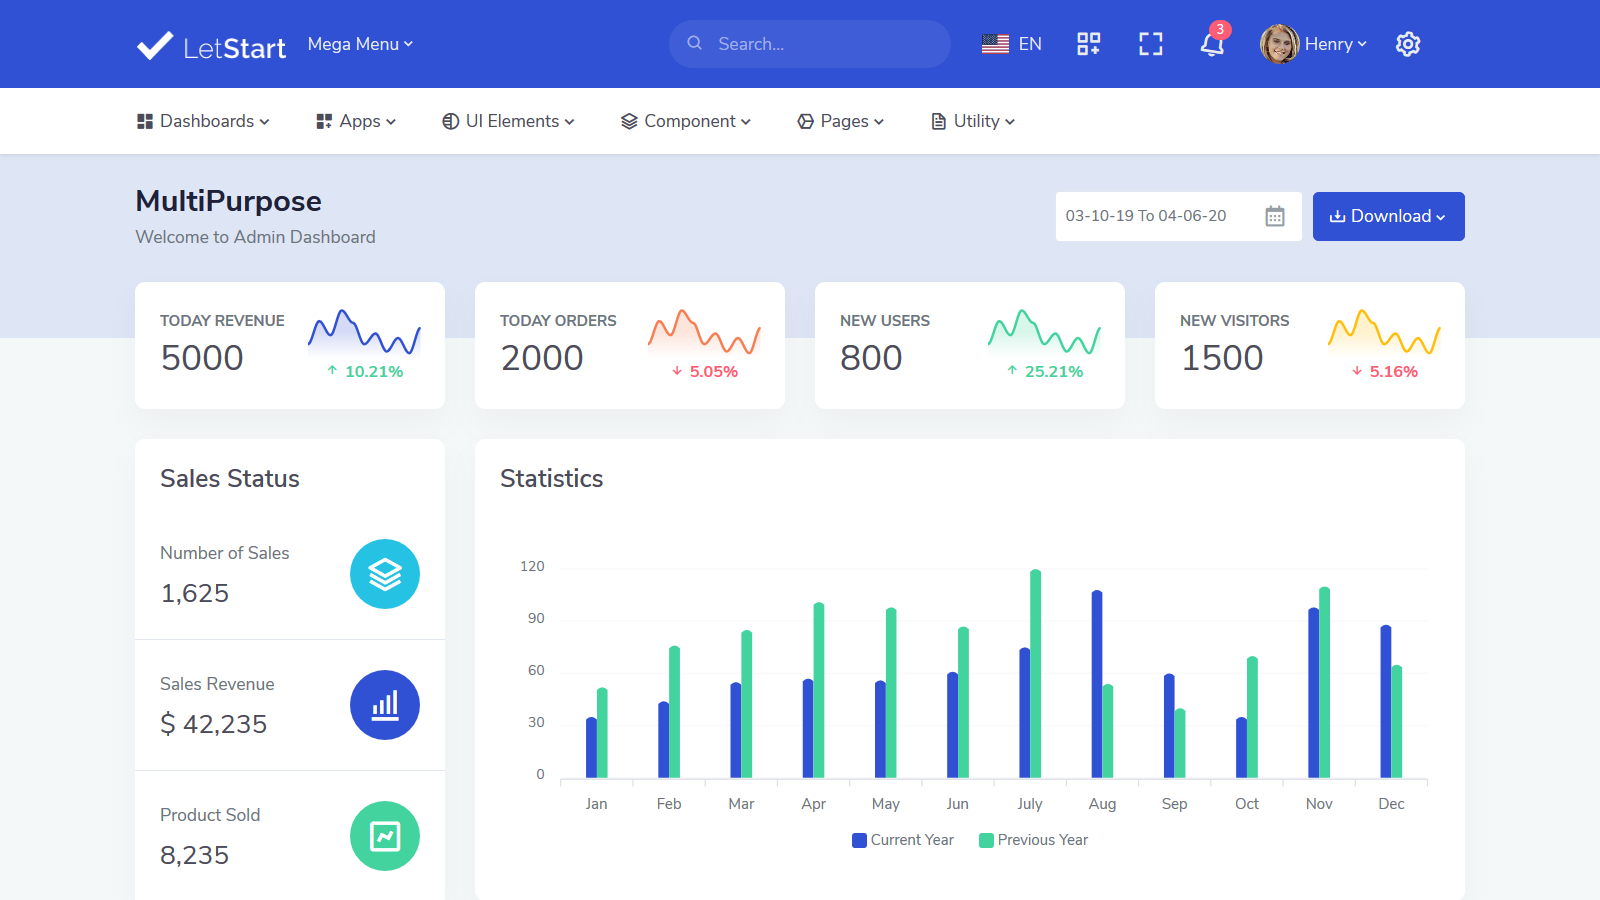 LetStart Mega Menu Search... EN 3 Henry
Dashboards Apps UI Elements Component Pages Utility
MultiPurpose
Welcome to Admin Dashboard
03-10-19 To 04-06-20 Download
TODAY REVENUE
5000
10.21%
TODAY ORDERS
2000
5.05%
NEW USERS
800
25.21%
NEW VISITORS
1500
5.16%
Sales Status
Number of Sales
1,625
Sales Revenue
$ 42,235
Product Sold
8,235
Statistics
120
90
60
30
0
Jan Feb Mar Apr May Jun July Aug Sep Oct Nov Dec
Current Year Previous Year